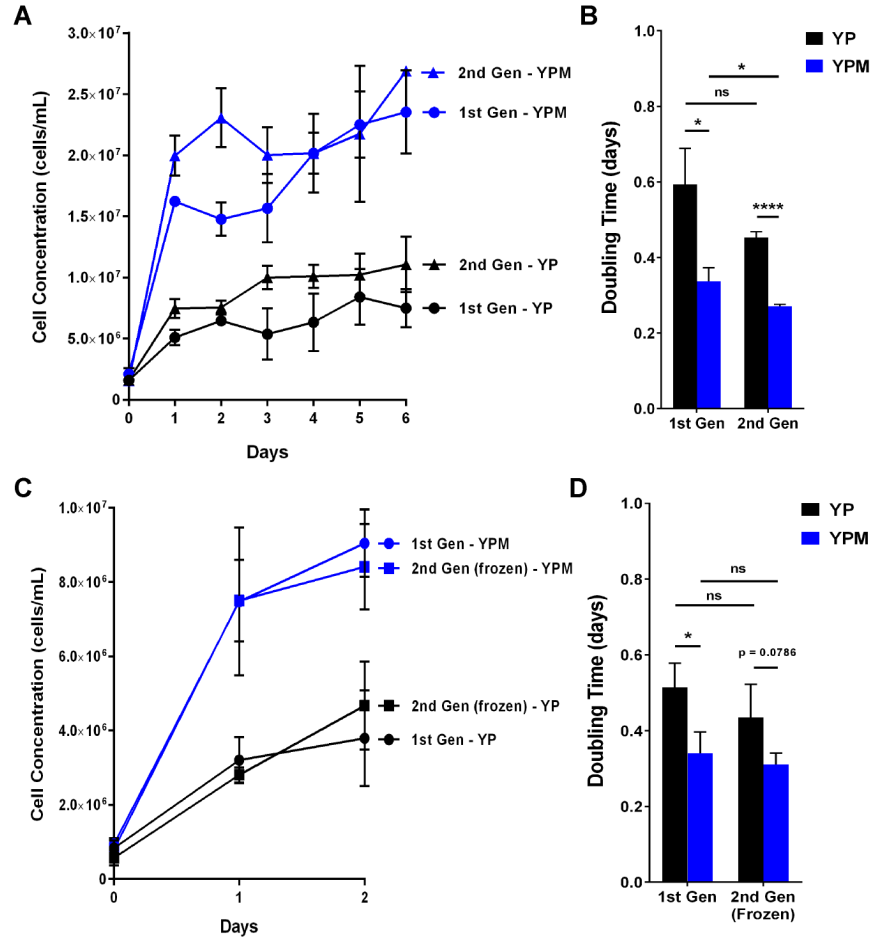 A
Cell Concentration (cells/mL)
3.0×10⁷
2.5×10⁷
2.0×10⁷
1.5×10⁷
1.0×10⁷
5.0×10⁶
0
0 1 2 3 4 5 6
Days
2nd Gen - YPM
1st Gen - YPM
2nd Gen - YP
1st Gen - YP
B
Doubling Time (days)
1.0
0.8
0.6
0.4
0.2
0.0
YP
YPM
*
ns
*
****
1st Gen 2nd Gen
C
Cell Concentration (cells/mL)
1.0×10⁷
8.0×10⁶
6.0×10⁶
4.0×10⁶
2.0×10⁶
0
0 1 2
Days
1st Gen - YPM
2nd Gen (frozen) - YPM
2nd Gen (frozen) - YP
1st Gen - YP
D
Doubling Time (days)
1.0
0.8
0.6
0.4
0.2
0.0
YP
YPM
ns
ns
*
p = 0.0786
1st Gen 2nd Gen
(Frozen)